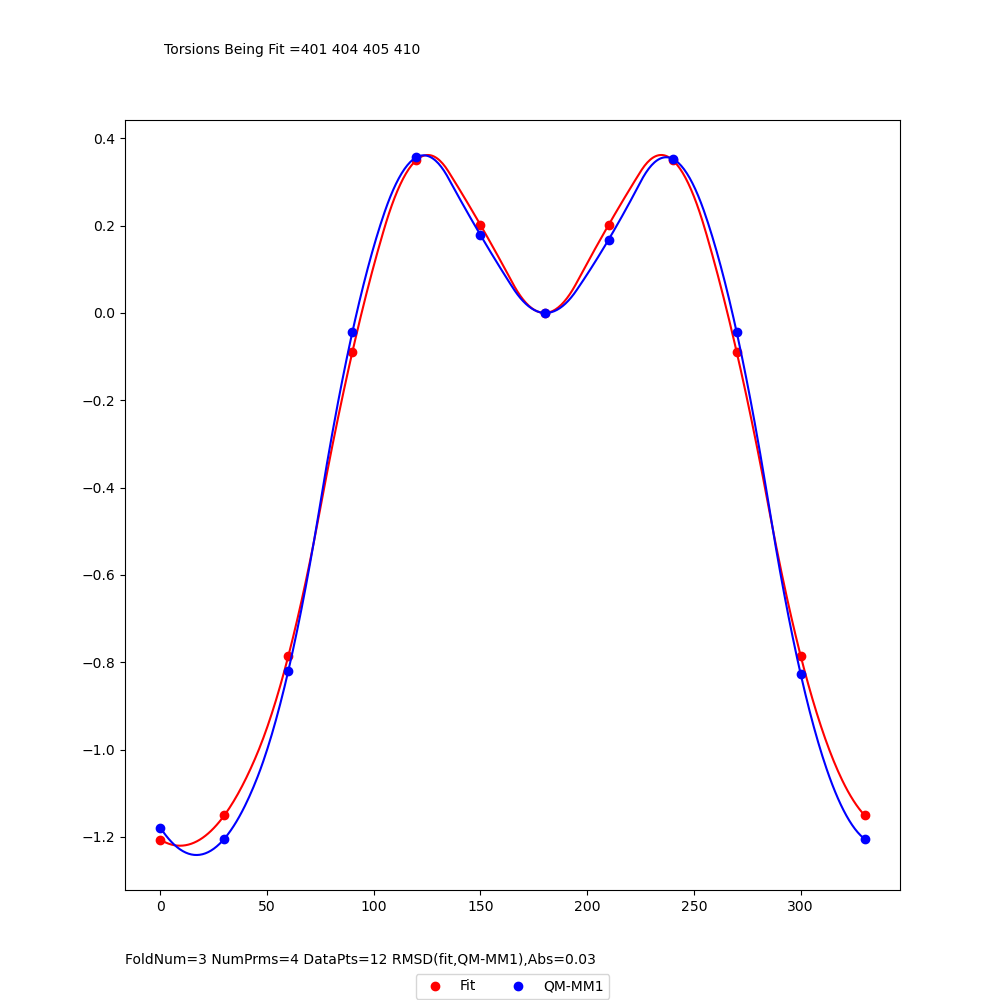 Torsions Being Fit =401 404 405 410
0.4
0.2
0.0
−0.2
−0.4
−0.6
−0.8
−1.0
−1.2
0 50 100 150 200 250 300
FoldNum=3 NumPrms=4 DataPts=12 RMSD(fit,QM-MM1),Abs=0.03
Fit QM-MM1